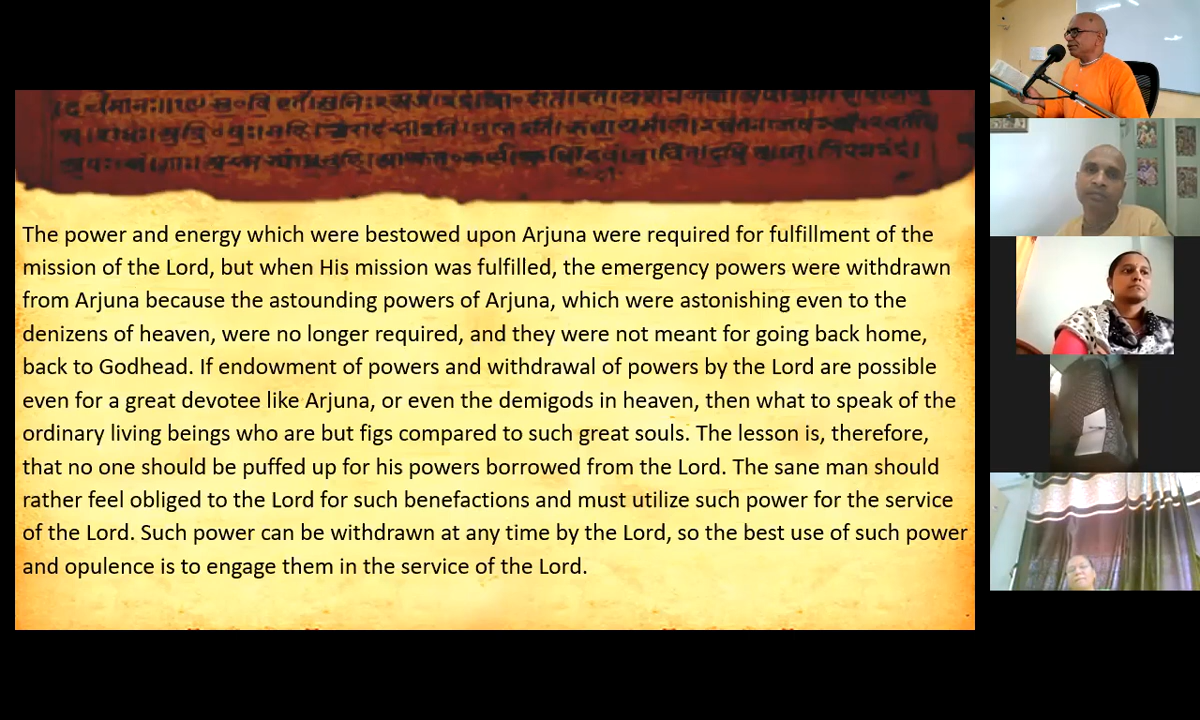 The power and energy which were bestowed upon Arjuna were required for fulfillment of the
mission of the Lord, but when His mission was fulfilled, the emergency powers were withdrawn
from Arjuna because the astounding powers of Arjuna, which were astonishing even to the
denizens of heaven, were no longer required, and they were not meant for going back home,
back to Godhead. If endowment of powers and withdrawal of powers by the Lord are possible
even for a great devotee like Arjuna, or even the demigods in heaven, then what to speak of the
ordinary living beings who are but figs compared to such great souls. The lesson is, therefore,
that no one should be puffed up for his powers borrowed from the Lord. The sane man should
rather feel obliged to the Lord for such benefactions and must utilize such power for the service
of the Lord. Such power can be withdrawn at any time by the Lord, so the best use of such power
and opulence is to engage them in the service of the Lord.